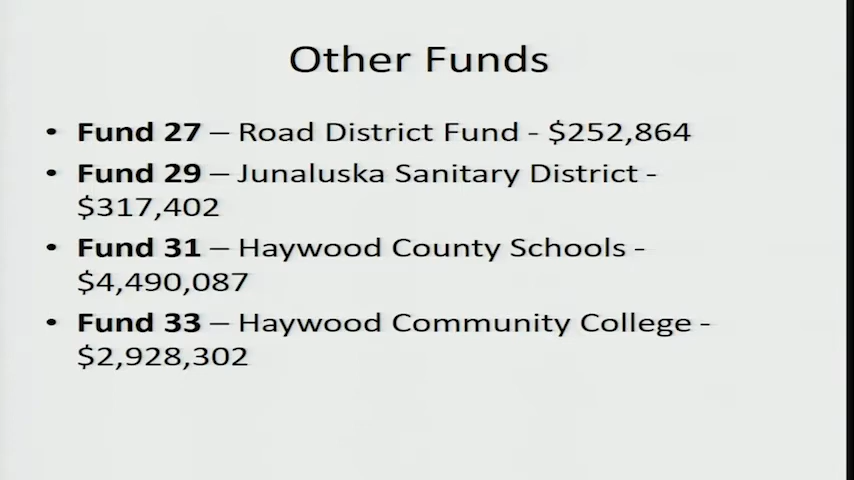 Other Funds
• Fund 27 – Road District Fund - $252,864
• Fund 29 – Junaluska Sanitary District -
$317,402
• Fund 31 – Haywood County Schools -
$4,490,087
• Fund 33 – Haywood Community College -
$2,928,302